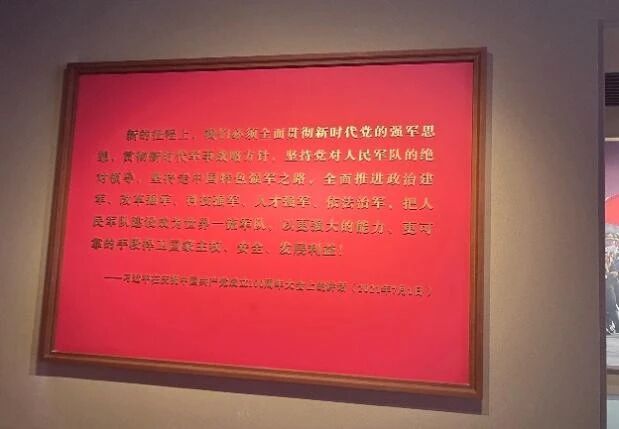 新的征程上，我们必须全面贯彻新时代党的强军思
想，贯彻新时代军事战略方针，坚持党对人民军队的绝
对领导，坚持走中国特色强军之路，全面推进政治建
军、改革强军、科技强军、人才强军、依法治军，把人
民军队建设成为世界一流军队，以更强大的能力、更可
靠的手段捍卫国家主权、安全、发展利益！
——习近平在庆祝中国共产党成立100周年大会上的讲话（2021年7月1日）